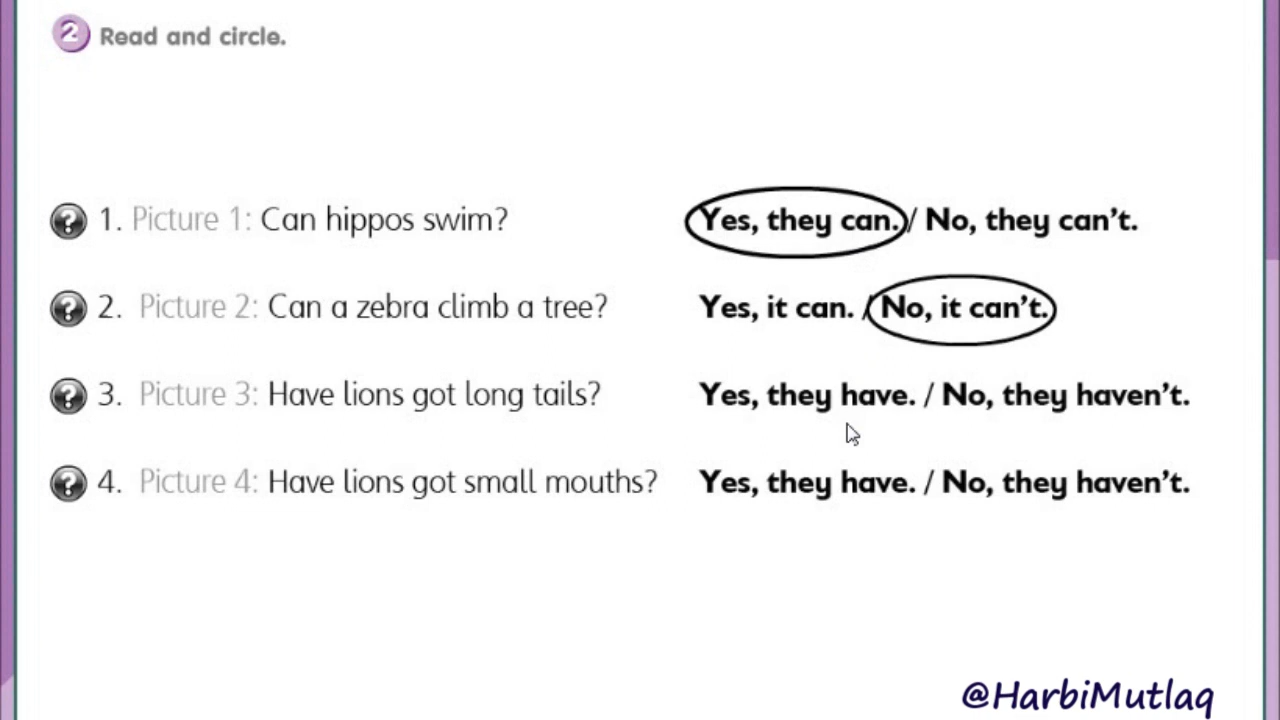 2 Read and circle.
? 1. Picture 1: Can hippos swim? Yes, they can. / No, they can't.
? 2. Picture 2: Can a zebra climb a tree? Yes, it can. / No, it can't.
? 3. Picture 3: Have lions got long tails? Yes, they have. / No, they haven't.
? 4. Picture 4: Have lions got small mouths? Yes, they have. / No, they haven't.
@HarbiMutlaq